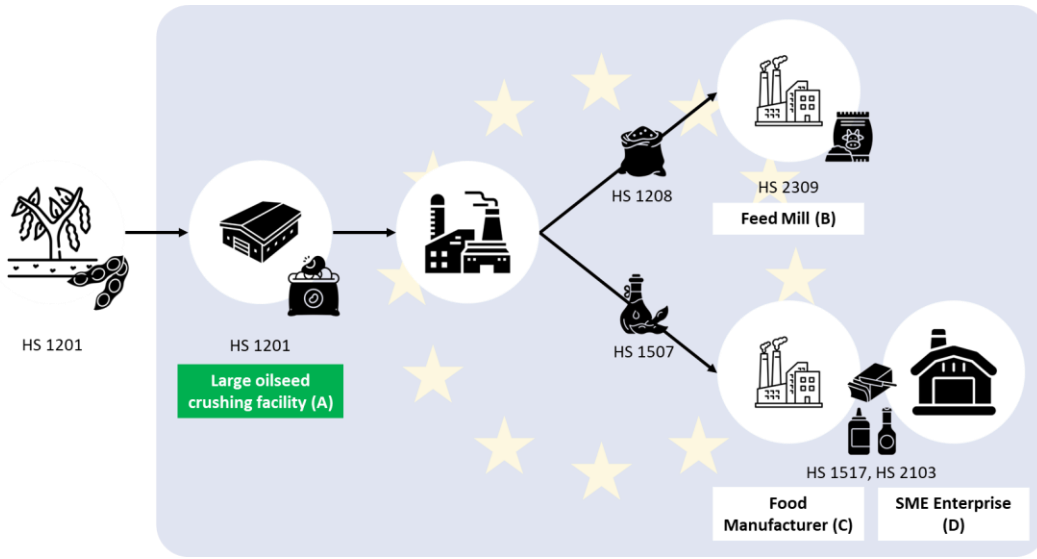 HS 1201
HS 1201
Large oilseed
crushing facility (A)
HS 1208
HS 2309
Feed Mill (B)
HS 1507
HS 1517, HS 2103
Food
Manufacturer (C)
SME Enterprise
(D)